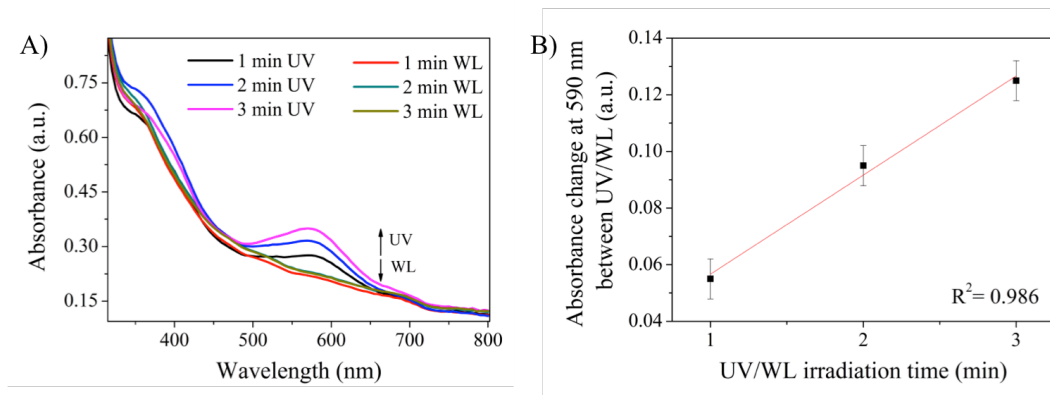 A)
Absorbance (a.u.)
0.75
0.60
0.45
0.30
0.15
1 min UV
2 min UV
3 min UV
1 min WL
2 min WL
3 min WL
UV
WL
400
500
600
700
800
Wavelength (nm)
B)
Absorbance change at 590 nm
between UV/WL (a.u.)
0.14
0.12
0.10
0.08
0.06
0.04
R²= 0.986
1
2
3
UV/WL irradiation time (min)